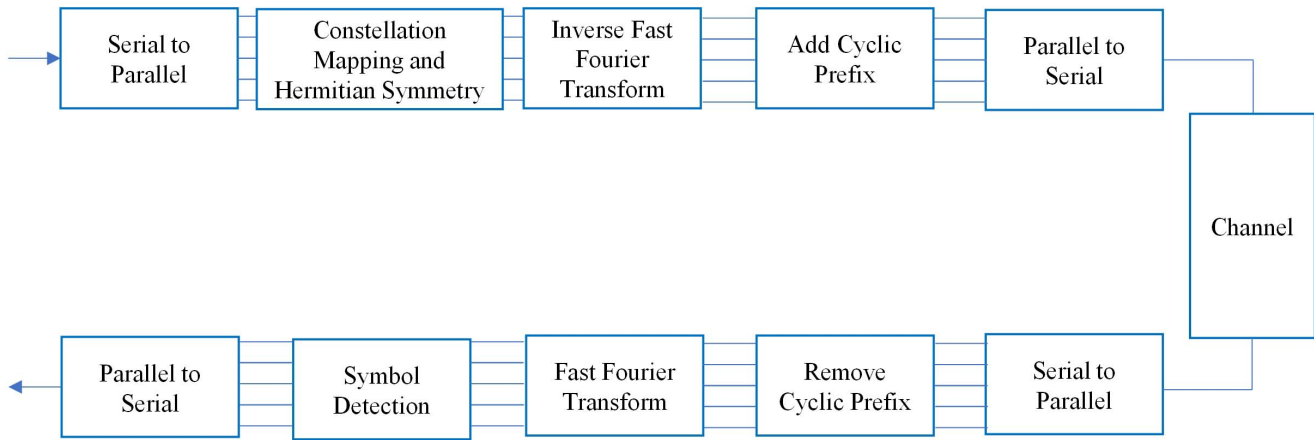 Serial to
Parallel
Constellation
Mapping and
Hermitian Symmetry
Inverse Fast
Fourier
Transform
Add Cyclic
Prefix
Parallel to
Serial
Channel
Parallel to
Serial
Symbol
Detection
Fast Fourier
Transform
Remove
Cyclic Prefix
Serial to
Parallel